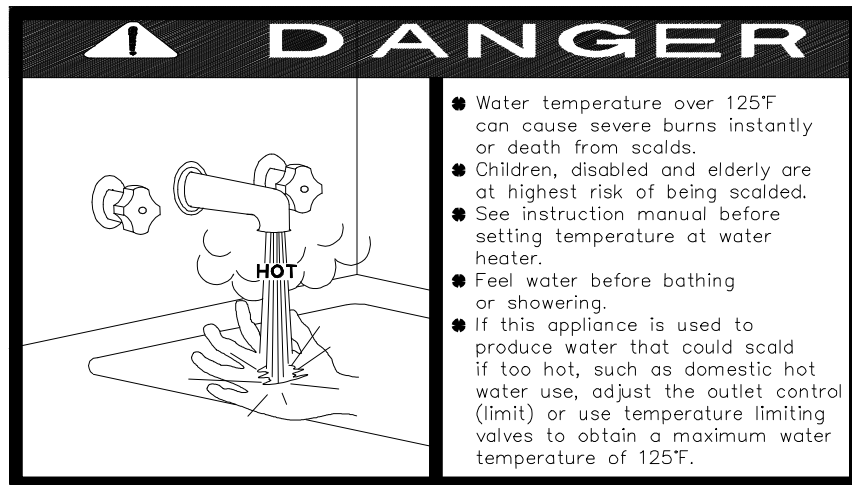 DANGER
HOT
Water temperature over 125°F
can cause severe burns instantly
or death from scalds.
Children, disabled and elderly are
at highest risk of being scalded.
See instruction manual before
setting temperature at water
heater.
Feel water before bathing
or showering.
If this appliance is used to
produce water that could scald
if too hot, such as domestic hot
water use, adjust the outlet control
(limit) or use temperature limiting
valves to obtain a maximum water
temperature of 125°F.